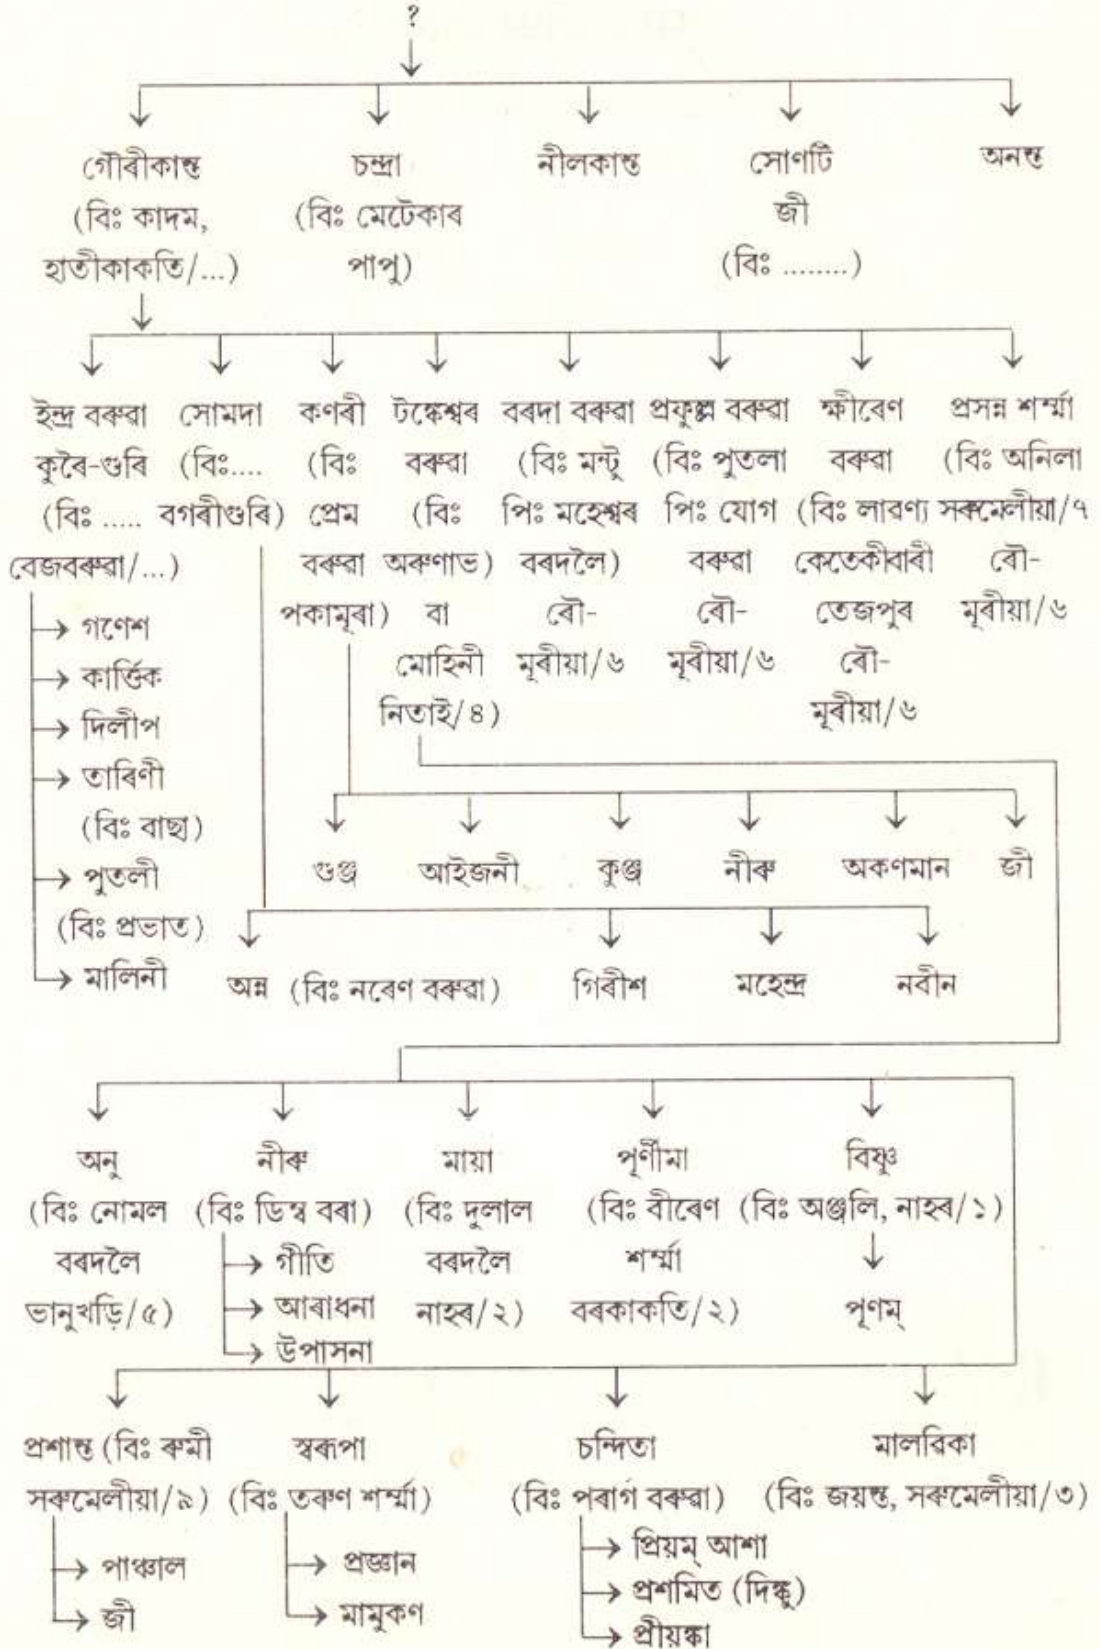 ?
গৌৰীকান্ত চন্দ্ৰা নীলকান্ত সোণটি অনন্ত
(বিঃ কাদম, (বিঃ মেটেকাৰ জী
হাতীকাকতি/...) পাপু) (বিঃ ........)
ইন্দ্ৰ বৰুৱা সোমদা কণৰী টঙ্কেশ্বৰ বৰদা বৰুৱা প্ৰফুল্ল বৰুৱা ক্ষীৰেণ প্ৰসন্ন শৰ্ম্মা
কুৰৈ-গুৰি (বিঃ.... (বিঃ বৰুৱা (বিঃ মন্টু (বিঃ পুতলা বৰুৱা (বিঃ অনিলা
(বিঃ ..... বগৰীগুৰি) প্ৰেম (বিঃ পিঃ মহেশ্বৰ পিঃ যোগ (বিঃ লাৱণ্য সৰুমেলীয়া/৭
বেজবৰুৱা/...) বৰুৱা অৰুণাভ) বৰদলৈ) বৰুৱা কেতেকীবাৰী ৰৌ-
গণেশ পকামূৰা) বা ৰৌ- ৰৌ- তেজপুৰ মূৰীয়া/৬
কাৰ্ত্তিক মোহিনী মূৰীয়া/৬ মূৰীয়া/৬ ৰৌ-
দিলীপ নিতাই/৪) মূৰীয়া/৬
তাৰিণী
(বিঃ বাছা)
পুতলী গুঞ্জ আইজনী কুঞ্জ নীৰু অকণমান জী
(বিঃ প্ৰভাত)
মালিনী অন্ন (বিঃ নৰেণ বৰুৱা) গিৰীশ মহেন্দ্ৰ নবীন
অনু নীৰু মায়া পূৰ্ণীমা বিষ্ণু
(বিঃ নোমল (বিঃ ডিম্ব বৰা) (বিঃ দুলাল (বিঃ বীৰেণ (বিঃ অঞ্জলি, নাহৰ/১)
বৰদলৈ গীতি বৰদলৈ শৰ্ম্মা
ভানুখড়ি/৫) আৰাধনা নাহৰ/২) বৰকাকতি/২) পূণম্
উপাসনা
প্ৰশান্ত (বিঃ ৰুমী স্বৰূপা চন্দিতা মালৱিকা
সৰুমেলীয়া/৯) (বিঃ তৰুণ শৰ্ম্মা) (বিঃ পৰাগ বৰুৱা) (বিঃ জয়ন্ত, সৰুমেলীয়া/৩)
পাঞ্চাল প্ৰজ্ঞান প্ৰিয়ম্ আশা
জী মামুকণ প্ৰশমিত (দিঙ্কু)
প্ৰীয়ঙ্কা